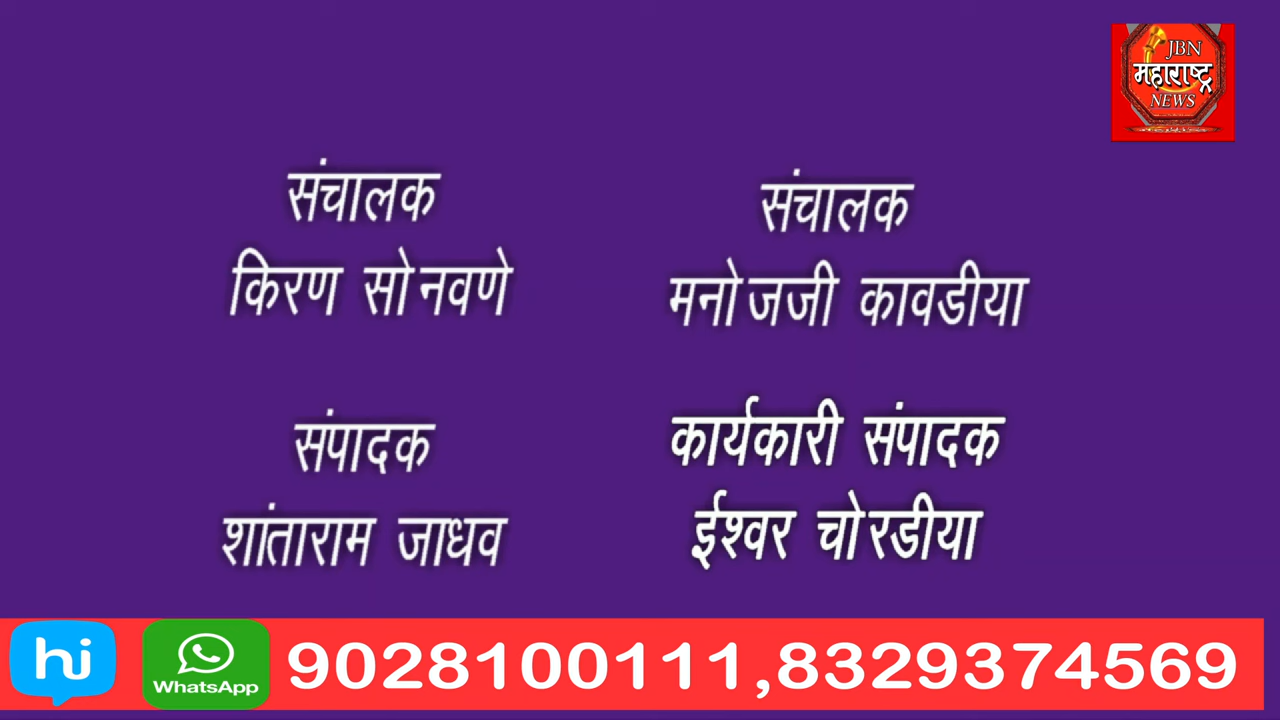 JBN
महाराष्ट्र
NEWS
संचालक
किरण सोनवणे
संचालक
मनोजजी कावडीया
संपादक
शांताराम जाधव
कार्यकारी संपादक
ईश्वर चोरडीया
hi
WhatsApp
9028100111,8329374569